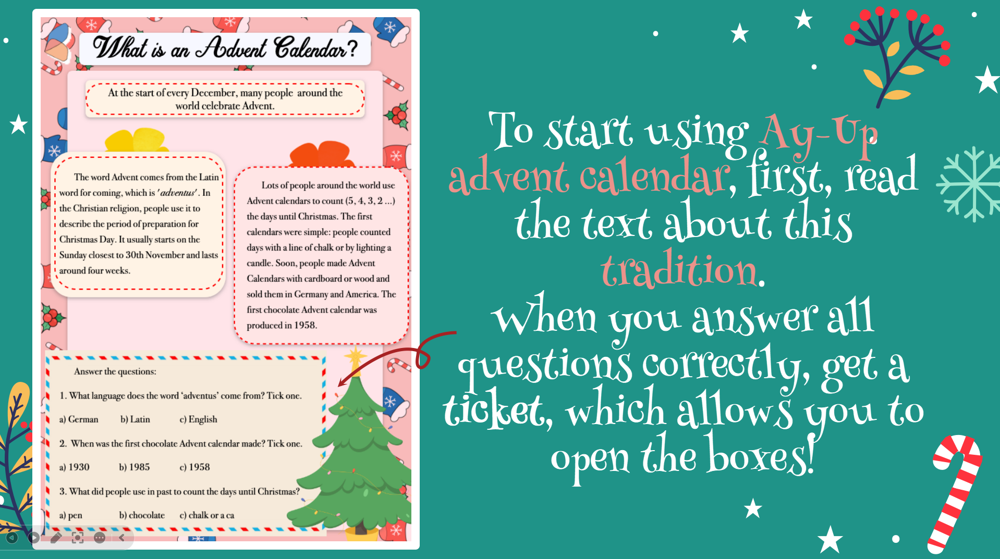 What is an Advent Calendar?
At the start of every December, many people around the
world celebrate Advent.
The word Advent comes from the Latin
word for coming, which is 'adventus'. In
the Christian religion, people use it to
describe the period of preparation for
Christmas Day. It usually starts on the
Sunday closest to 30th November and lasts
around four weeks.
Lots of people around the world use
Advent calendars to count (5, 4, 3, 2 ...)
the days until Christmas. The first
calendars were simple: people counted
days with a line of chalk or by lighting a
candle. Soon, people made Advent
Calendars with cardboard or wood and
sold them in Germany and America. The
first chocolate Advent calendar was
produced in 1958.
Answer the questions:
1. What language does the word ‘adventus’ come from? Tick one.
a) German b) Latin c) English
2. When was the first chocolate Advent calendar made? Tick one.
a) 1930 b) 1985 c) 1958
3. What did people use in past to count the days until Christmas?
a) pen b) chocolate c) chalk or a ca
To start using Ay-Up
advent calendar, first, read
the text about this
tradition.
When you answer all
questions correctly, get a
ticket, which allows you to
open the boxes!